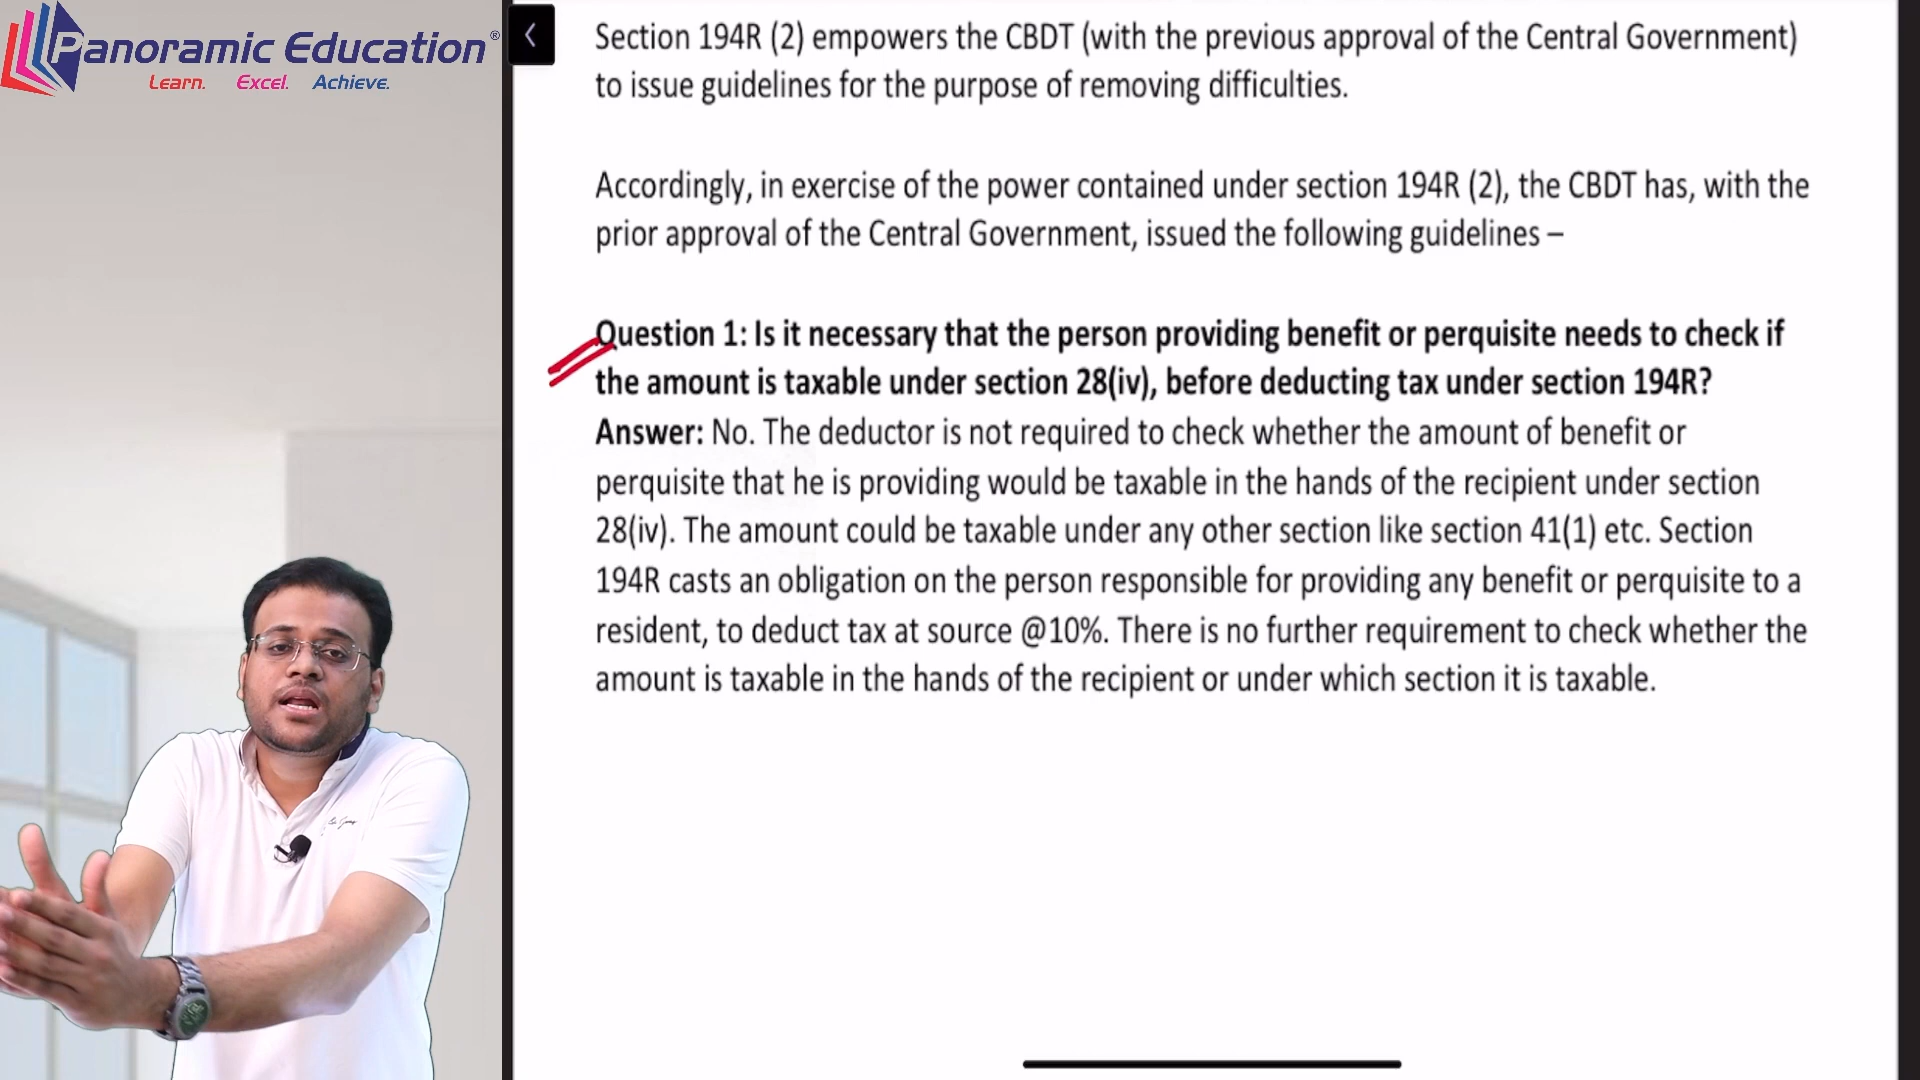 Panoramic Education®
Learn. Excel. Achieve.
Section 194R (2) empowers the CBDT (with the previous approval of the Central Government)
to issue guidelines for the purpose of removing difficulties.
Accordingly, in exercise of the power contained under section 194R (2), the CBDT has, with the
prior approval of the Central Government, issued the following guidelines –
Question 1: Is it necessary that the person providing benefit or perquisite needs to check if
the amount is taxable under section 28(iv), before deducting tax under section 194R?
Answer: No. The deductor is not required to check whether the amount of benefit or
perquisite that he is providing would be taxable in the hands of the recipient under section
28(iv). The amount could be taxable under any other section like section 41(1) etc. Section
194R casts an obligation on the person responsible for providing any benefit or perquisite to a
resident, to deduct tax at source @10%. There is no further requirement to check whether the
amount is taxable in the hands of the recipient or under which section it is taxable.